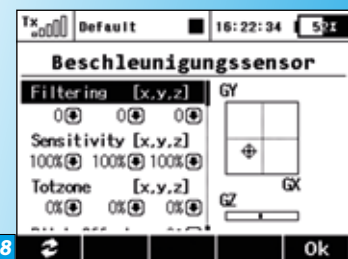 Tx Default 16:22:34
Beschleunigungssensor
Filtering [x,y,z]
0 0 0
Sensitivity [x,y,z]
100% 100% 100%
Totzone [x,y,z]
0% 0% 0%
GY
GX
GZ
8 Ok